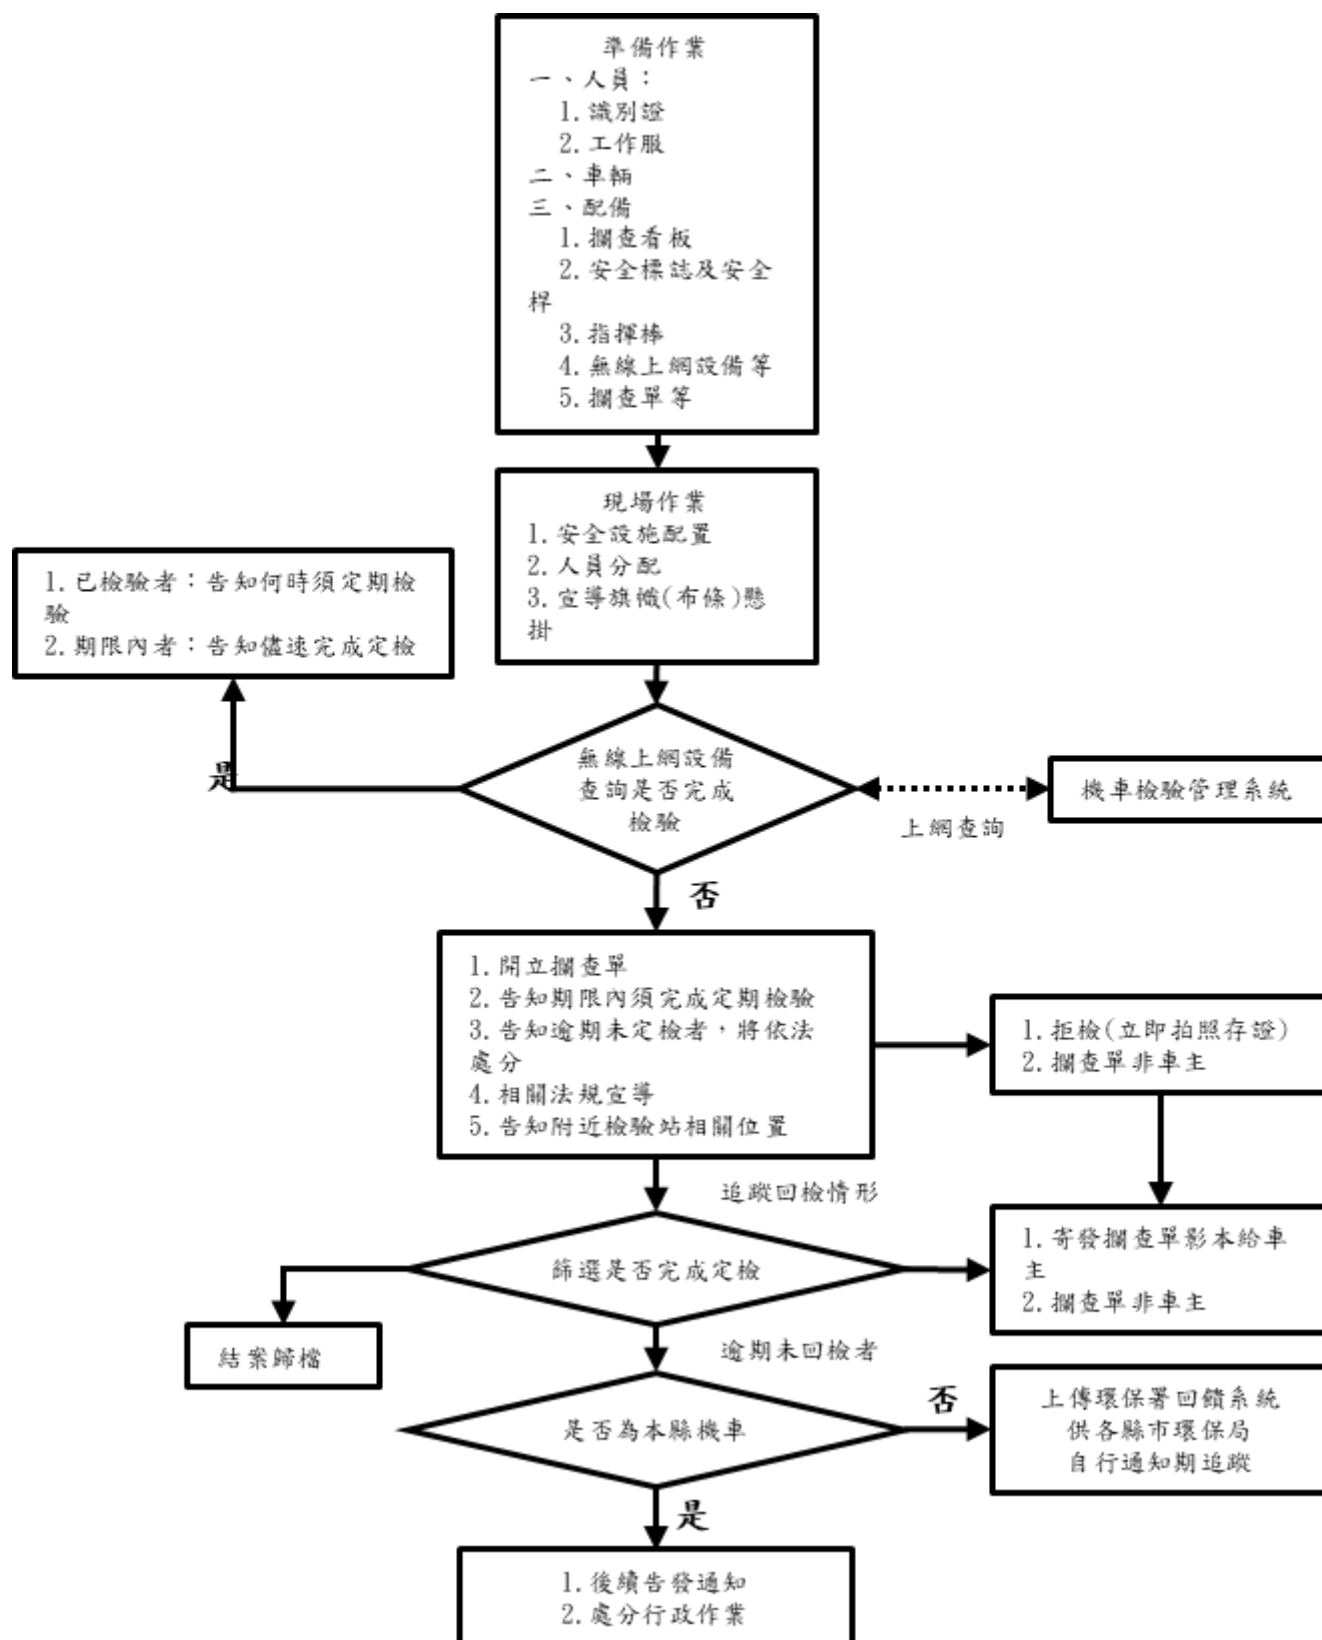 準備作業
一、人員：
1.識別證
2.工作服
二、車輛
三、配備
1.攔查看板
2.安全標誌及安全
桿
3.指揮棒
4.無線上網設備等
5.攔查單等
現場作業
1.安全設施配置
2.人員分配
3.宣導旗幟(布條)懸
掛
1.已檢驗者：告知何時須定期檢
驗
2.期限內者：告知儘速完成定檢
是
無線上網設備
查詢是否完成
檢驗
上網查詢
機車檢驗管理系統
否
1.開立攔查單
2.告知期限內須完成定期檢驗
3.告知逾期未定檢者，將依法
處分
4.相關法規宣導
5.告知附近檢驗站相關位置
1.拒檢(立即拍照存證)
2.攔查單非車主
追蹤回檢情形
篩選是否完成定檢
1.寄發攔查單影本給車
主
2.攔查單非車主
結案歸檔
逾期未回檢者
是否為本縣機車
否
上傳環保署回饋系統
供各縣市環保局
自行通知期追蹤
是
1.後續告發通知
2.處分行政作業